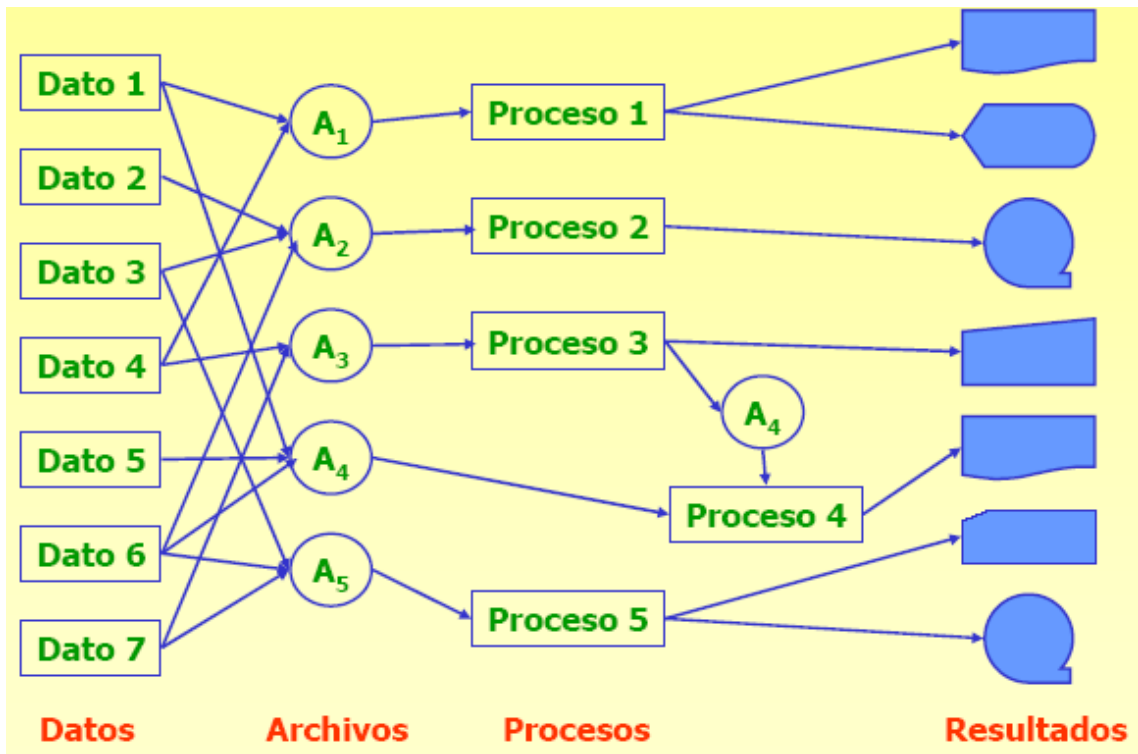 Dato 1
Dato 2
Dato 3
Dato 4
Dato 5
Dato 6
Dato 7
A1
A2
A3
A4
A5
Proceso 1
Proceso 2
Proceso 3
A4
Proceso 4
Proceso 5
Datos
Archivos
Procesos
Resultados